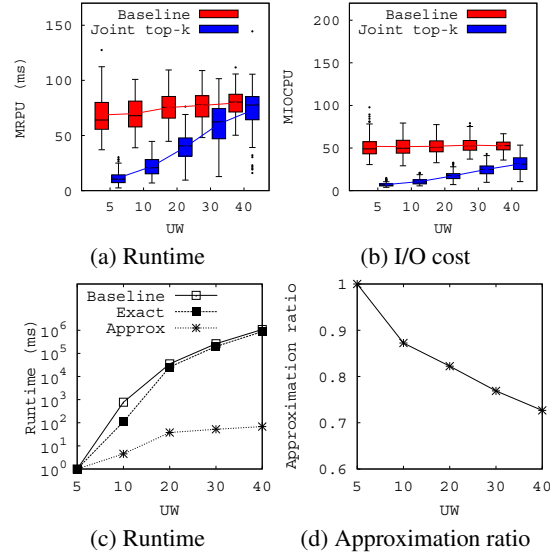 Baseline
Joint top-k
MRPU (ms)
150
100
50
0
5 10 20 30 40
UW
(a) Runtime
Baseline
Joint top-k
MIOCPU
150
100
50
0
5 10 20 30 40
UW
(b) I/O cost
Baseline
Exact
Approx
Runtime (ms)
10^6
10^5
10^4
10^3
10^2
10^1
10^0
5 10 20 30 40
UW
(c) Runtime
Approximation ratio
1
0.9
0.8
0.7
0.6
5 10 20 30 40
UW
(d) Approximation ratio